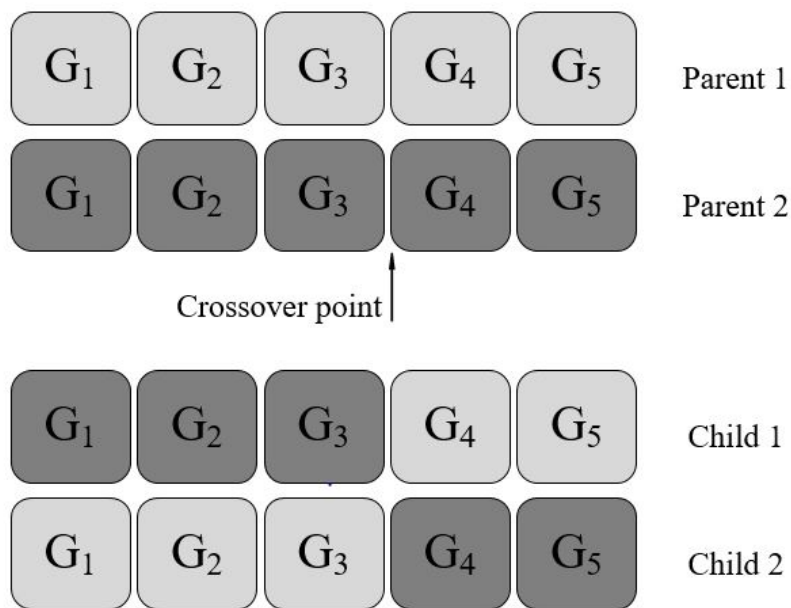 G₁ G₂ G₃ G₄ G₅ Parent 1
G₁ G₂ G₃ G₄ G₅ Parent 2
Crossover point
G₁ G₂ G₃ G₄ G₅ Child 1
G₁ G₂ G₃ G₄ G₅ Child 2